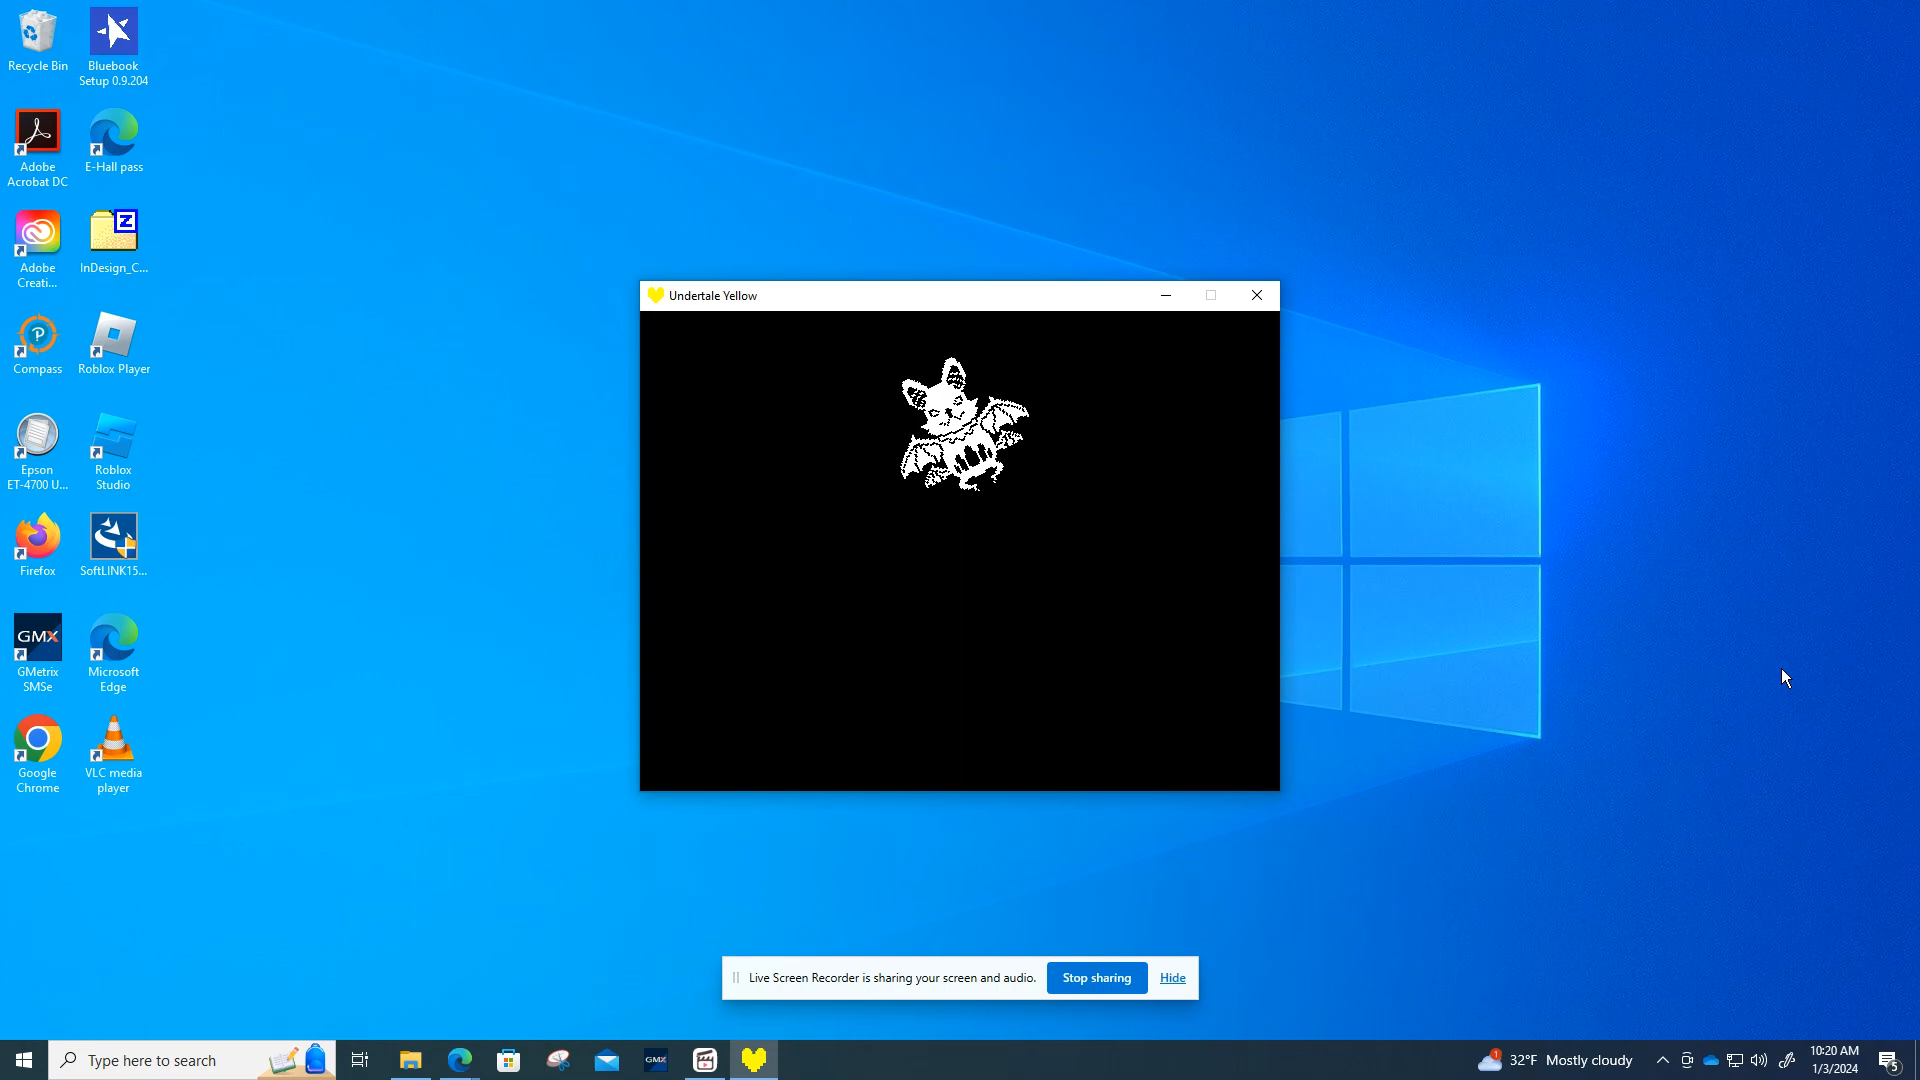 Recycle Bin
Bluebook
Setup 0.9.204
Adobe
Acrobat DC
E-Hall pass
Adobe
Creati...
InDesign_C...
Compass
Roblox Player
Epson
ET-4700 U...
Roblox
Studio
Firefox
SoftLINK15...
GMX
GMetrix
SMSe
Microsoft
Edge
Google
Chrome
VLC media
player
Undertale Yellow
Live Screen Recorder is sharing your screen and audio.
Stop sharing
Hide
Type here to search
GMX
1
32°F Mostly cloudy
10:20 AM
1/3/2024
5